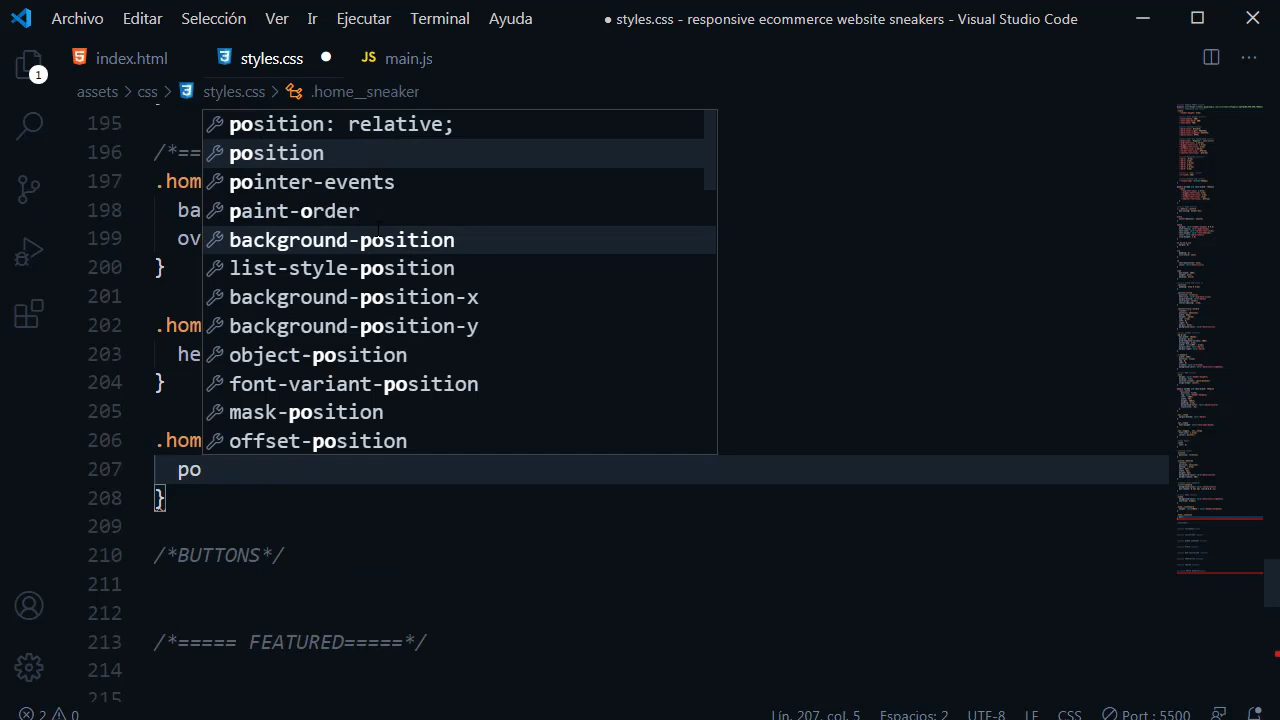 Archivo Editar Selección Ver Ir Ejecutar Terminal Ayuda ● styles.css - responsive ecommerce website sneakers - Visual Studio Code
index.html styles.css ● JS main.js
1
assets > css > styles.css > .home__sneaker
195 position: relative;
196 /*== position
197 .hom pointer-events
198 ba paint-order
199 ov background-position
200 } list-style-position
201 background-position-x
202 .hom background-position-y
203 he object-position
204 } font-variant-position
205 mask-position
206 .hom offset-position
207 po
208 }
209
210 /*BUTTONS*/
211
212
213 /*===== FEATURED=====*/
214
215
2 0 Lín. 207, col. 5 Espacios: 2 UTF-8 LF CSS Port : 5500